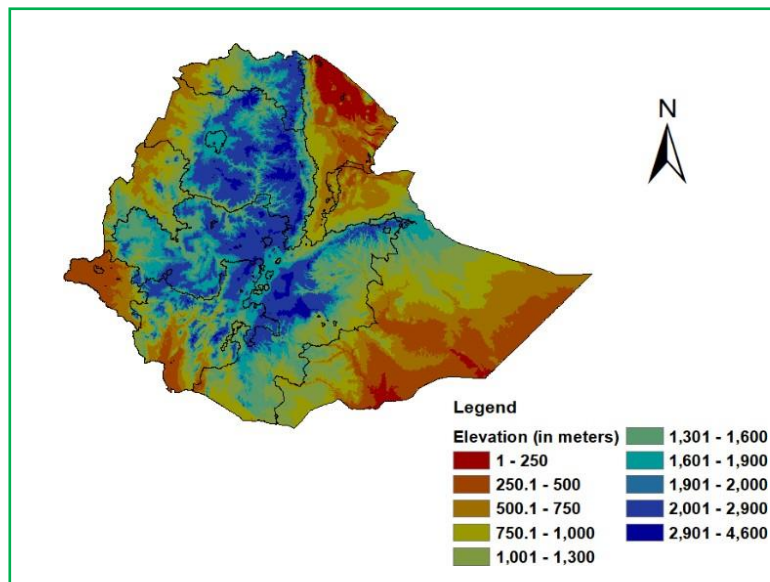 N
Legend
Elevation (in meters)
1 - 250
250.1 - 500
500.1 - 750
750.1 - 1,000
1,001 - 1,300
1,301 - 1,600
1,601 - 1,900
1,901 - 2,000
2,001 - 2,900
2,901 - 4,600